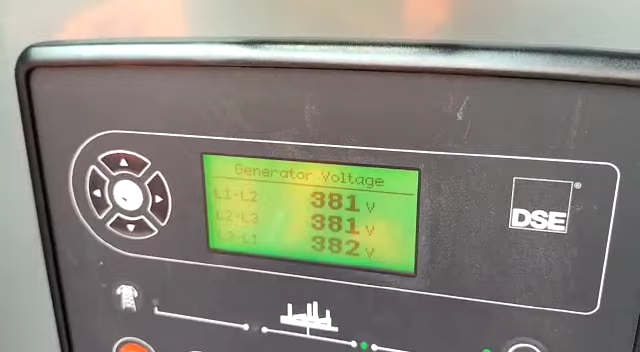 Generator Voltage
L1-L2 381 V
L2-L3 381 V
L3-L1 382 V
DSE
®